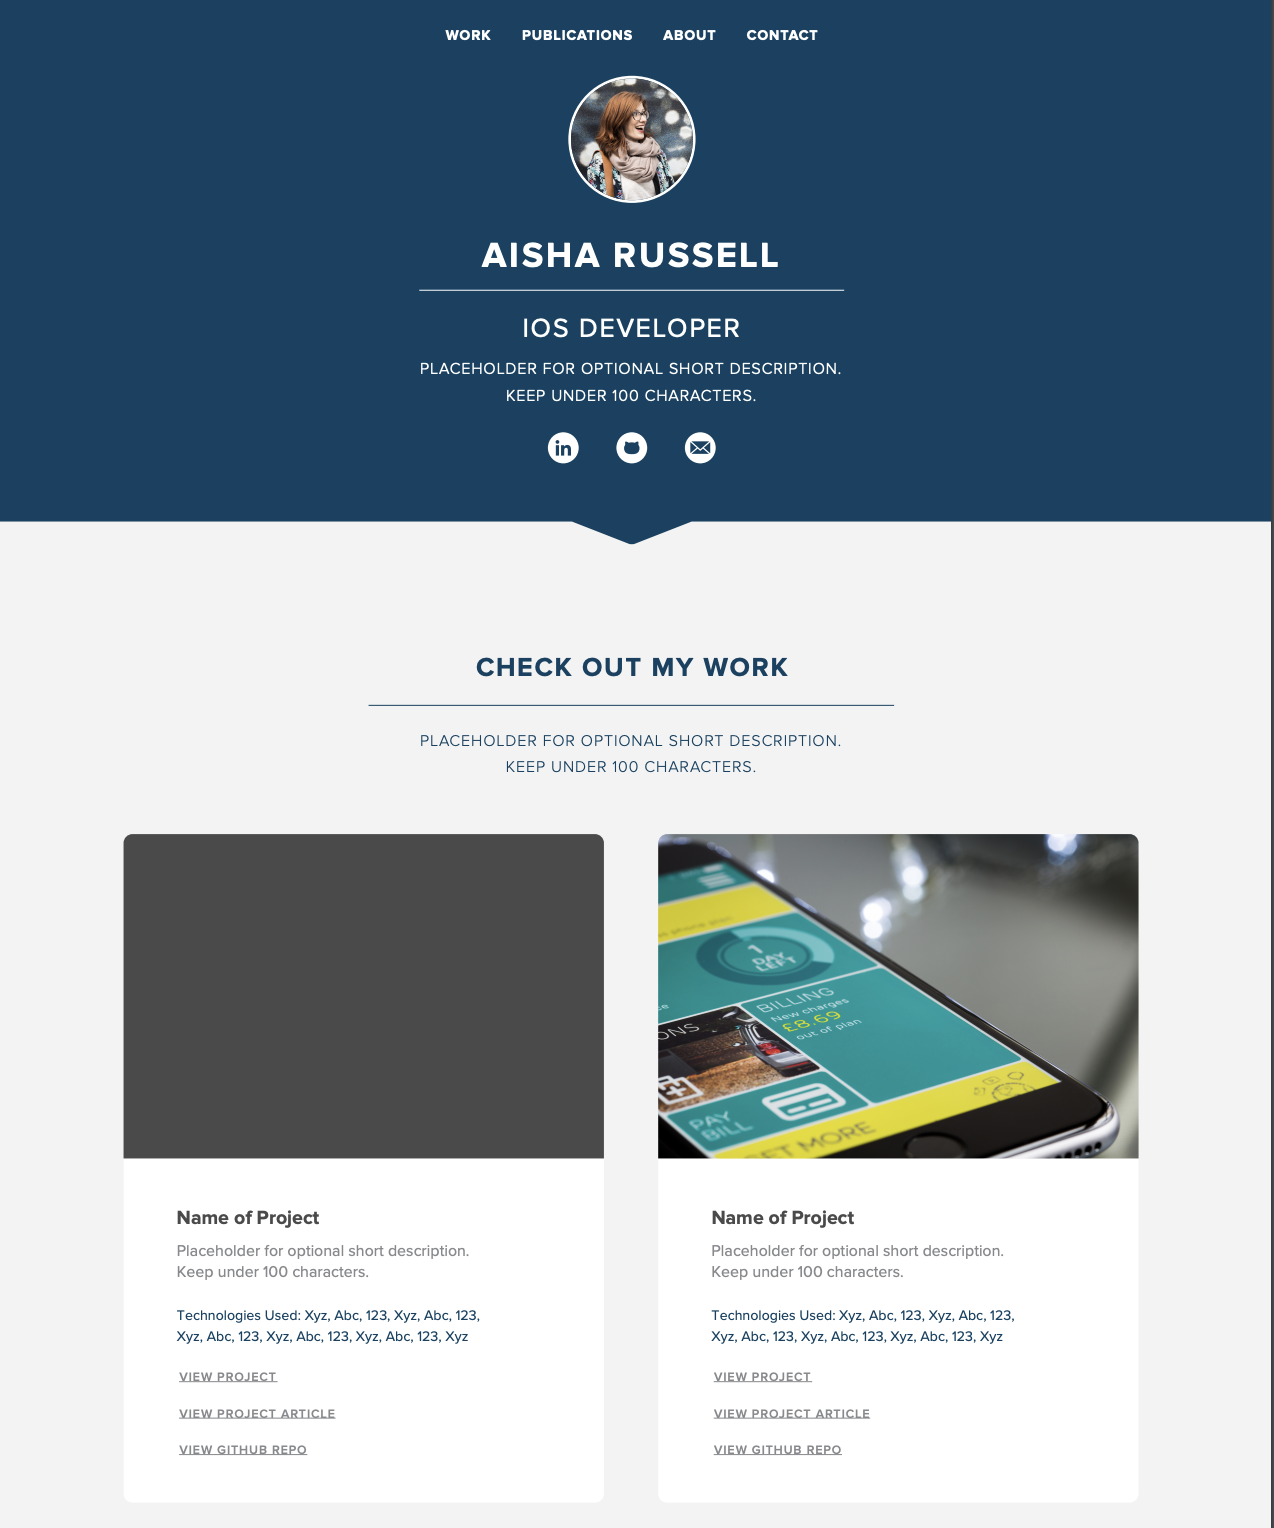 WORK PUBLICATIONS ABOUT CONTACT
AISHA RUSSELL
IOS DEVELOPER
PLACEHOLDER FOR OPTIONAL SHORT DESCRIPTION.
KEEP UNDER 100 CHARACTERS.
in
CHECK OUT MY WORK
PLACEHOLDER FOR OPTIONAL SHORT DESCRIPTION.
KEEP UNDER 100 CHARACTERS.
Name of Project
Placeholder for optional short description.
Keep under 100 characters.
Technologies Used: Xyz, Abc, 123, Xyz, Abc, 123,
Xyz, Abc, 123, Xyz, Abc, 123, Xyz, Abc, 123, Xyz
VIEW PROJECT
VIEW PROJECT ARTICLE
VIEW GITHUB REPO
phone plan.
1
DAY
LEFT
BILLING
New charges
£8.69
out of plan
ONS
PAY
BILL
GET MORE
Name of Project
Placeholder for optional short description.
Keep under 100 characters.
Technologies Used: Xyz, Abc, 123, Xyz, Abc, 123,
Xyz, Abc, 123, Xyz, Abc, 123, Xyz, Abc, 123, Xyz
VIEW PROJECT
VIEW PROJECT ARTICLE
VIEW GITHUB REPO